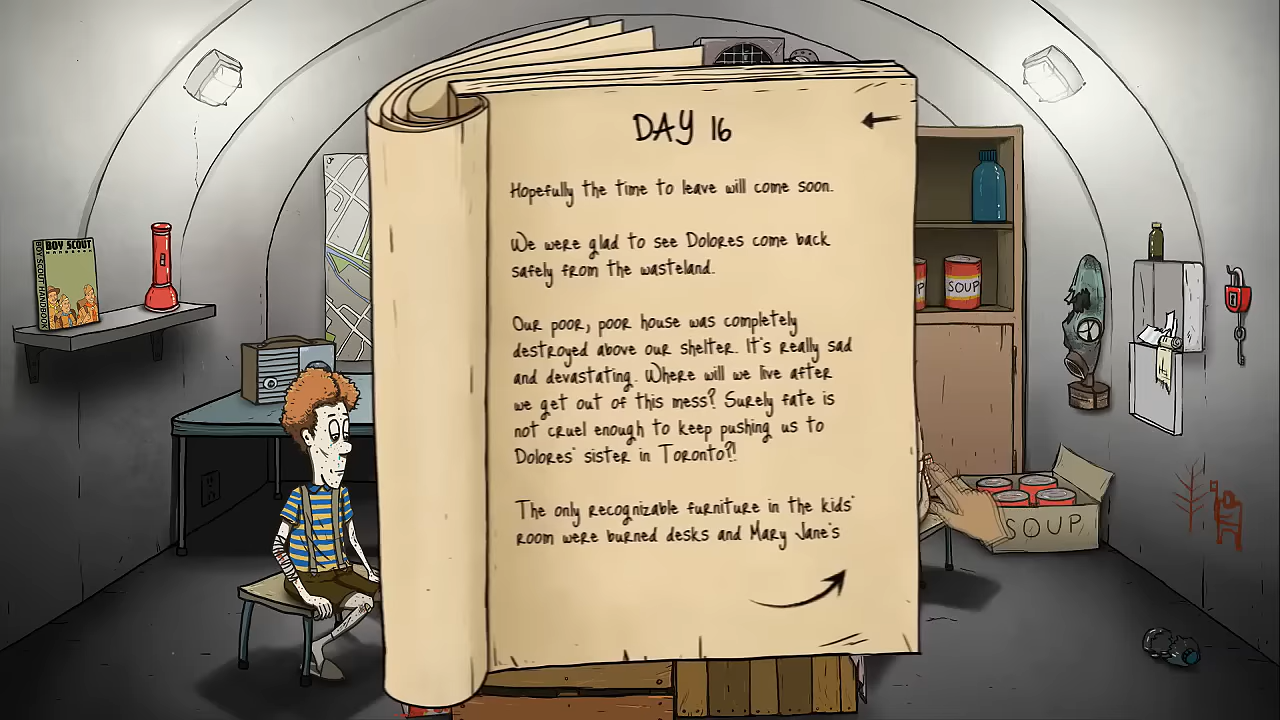 DAY 16
Hopefully the time to leave will come soon.
We were glad to see Dolores come back
safely from the wasteland.
Our poor, poor house was completely
destroyed above our shelter. It's really sad
and devastating. Where will we live after
we get out of this mess? Surely fate is
not cruel enough to keep pushing us to
Dolores' sister in Toronto?!
The only recognizable furniture in the kids'
room were burned desks and Mary Jane's
BOY SCOUT
HANDBOOK
BOY SCOUT HANDBOOK
P
SOUP
SOUP